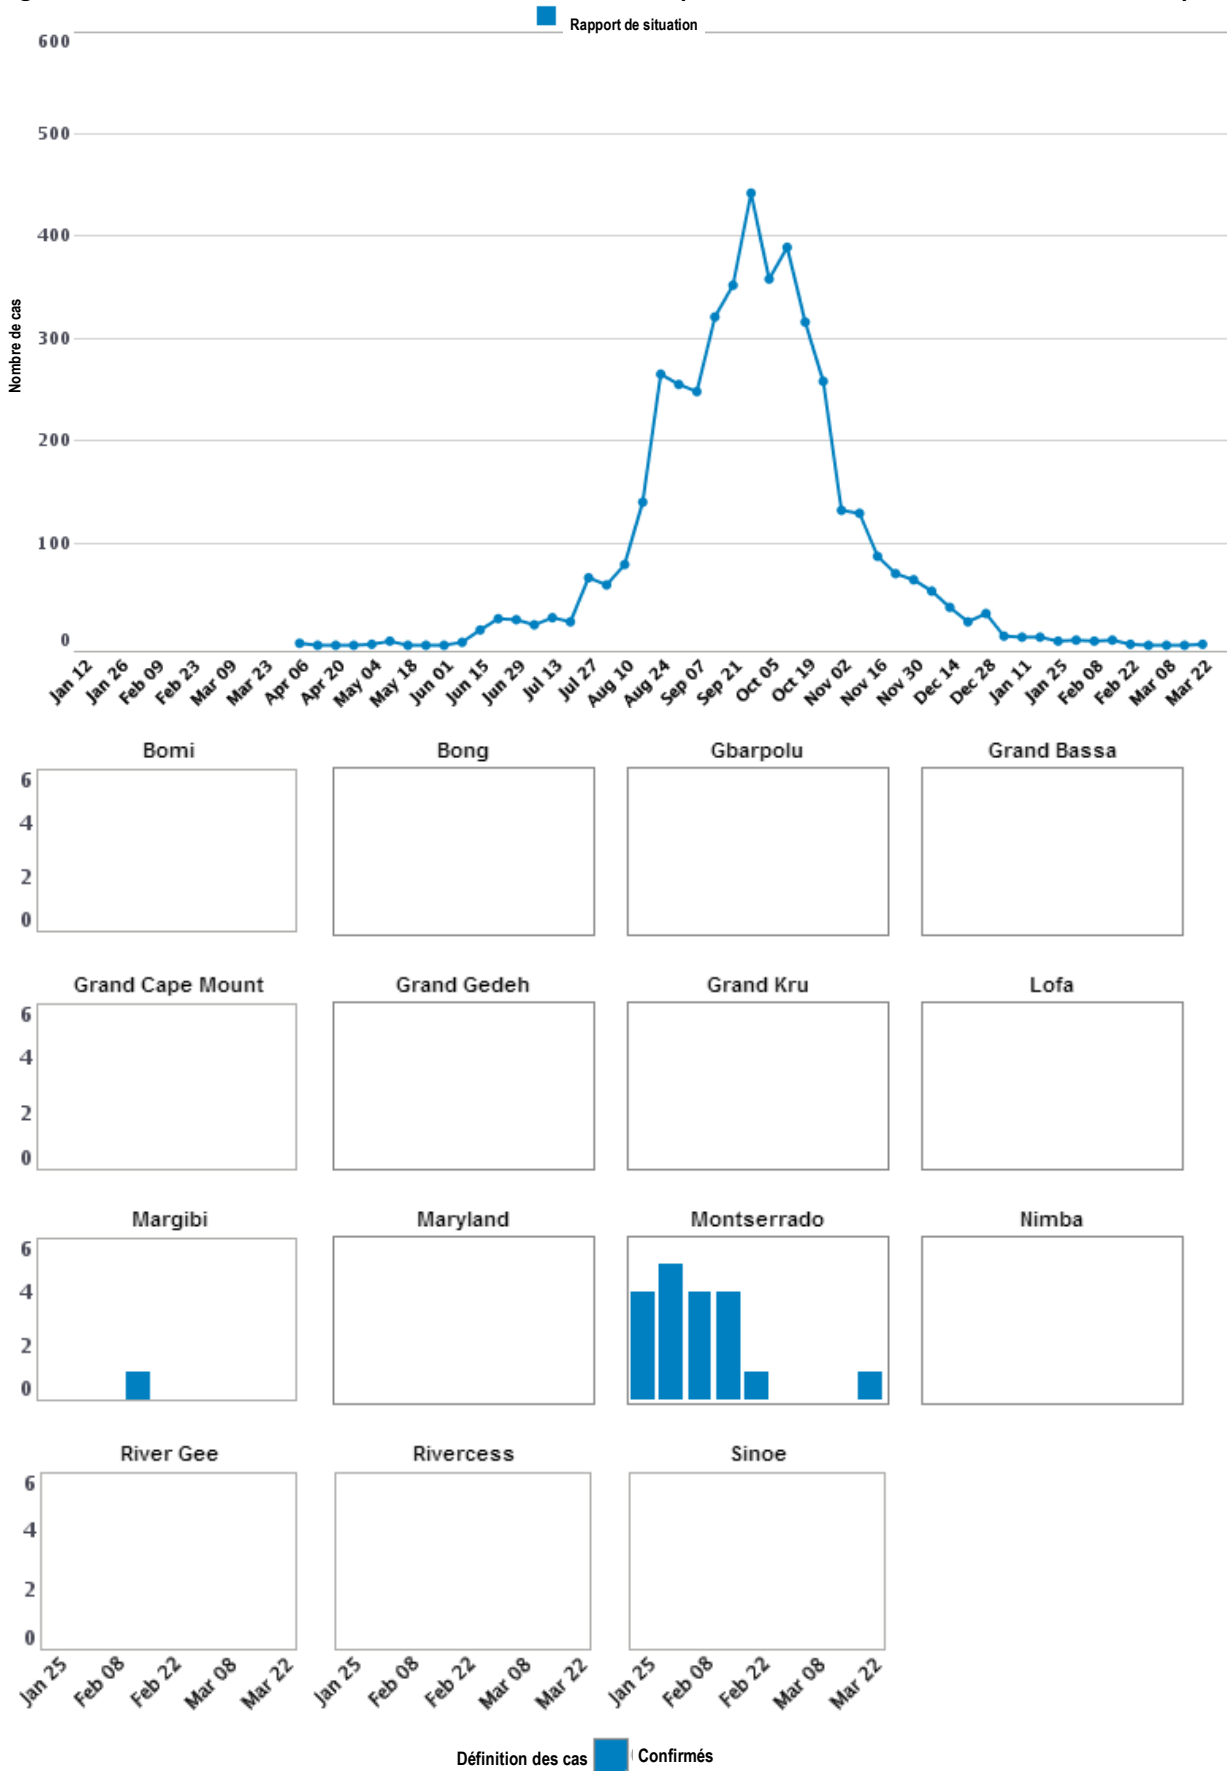 Rapport de situation
600
500
400
300
200
100
0
Nombre de cas
Jan 12 Jan 26 Feb 09 Feb 23 Mar 09 Mar 23 Apr 06 Apr 20 May 04 May 18 Jun 01 Jun 15 Jun 29 Jul 13 Jul 27 Aug 10 Aug 24 Sep 07 Sep 21 Oct 05 Oct 19 Nov 02 Nov 16 Nov 30 Dec 14 Dec 28 Jan 11 Jan 25 Feb 08 Feb 22 Mar 08 Mar 22
Bomi Bong Gbarpolu Grand Bassa
6
4
2
0
Grand Cape Mount Grand Gedeh Grand Kru Lofa
6
4
2
0
Margibi Maryland Montserrado Nimba
6
4
2
0
River Gee Rivercess Sinoe
6
4
2
0
Jan 25 Feb 08 Feb 22 Mar 08 Mar 22 Jan 25 Feb 08 Feb 22 Mar 08 Mar 22 Jan 25 Feb 08 Feb 22 Mar 08 Mar 22
Définition des cas Confirmés